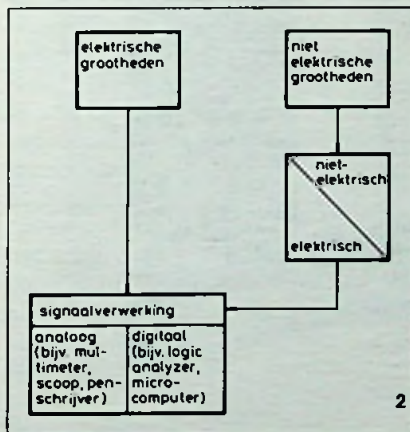 elektrische
grootheden
niet
elektrische
grootheden
niet-
elektrisch
elektrisch
signaalverwerking
analoog
(bijv. mul-
timeter,
scoop, pen-
schrijver)
digitaal
(bijv. logic
analyzer,
micro-
computer)
2